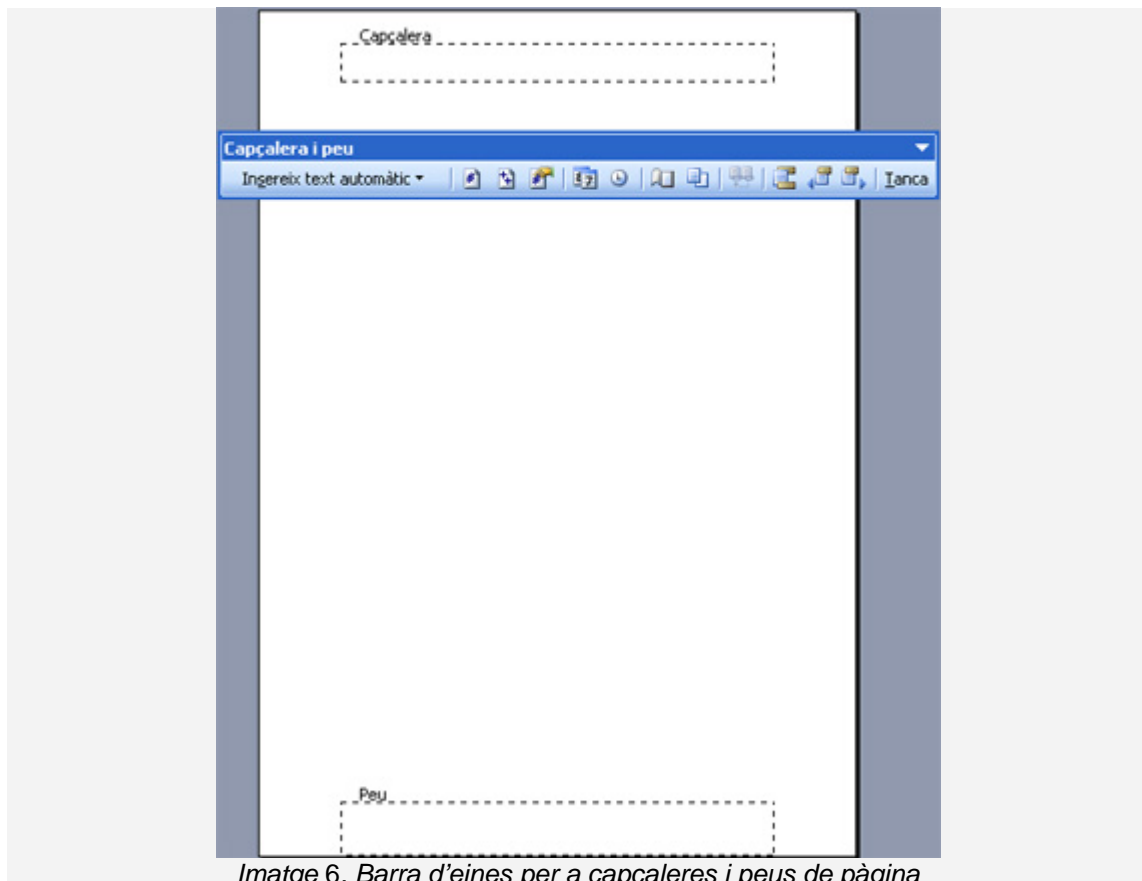 Capçalera
Capçalera i peu
Insereix text automàtic
Tanca
Peu
Imatge 6. Barra d'eines per a capçaleres i peus de pàgina